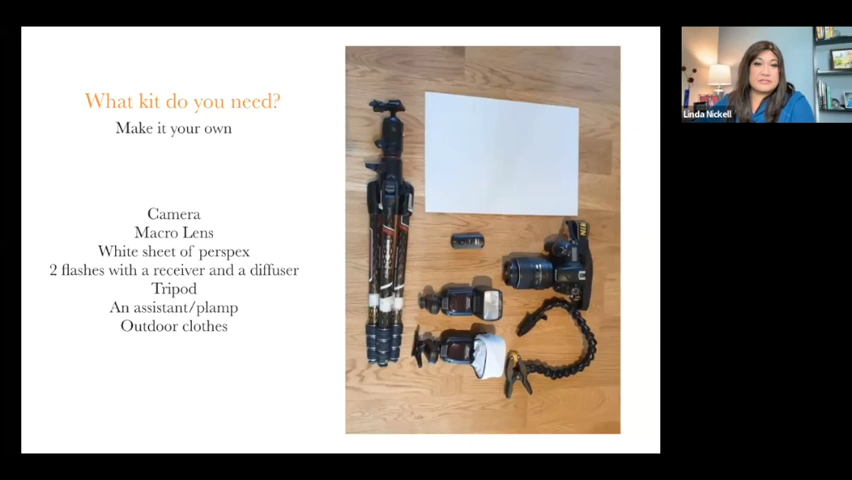 What kit do you need?
Make it your own
Camera
Macro Lens
White sheet of perspex
2 flashes with a receiver and a diffuser
Tripod
An assistant/plamp
Outdoor clothes
Linda Nickell